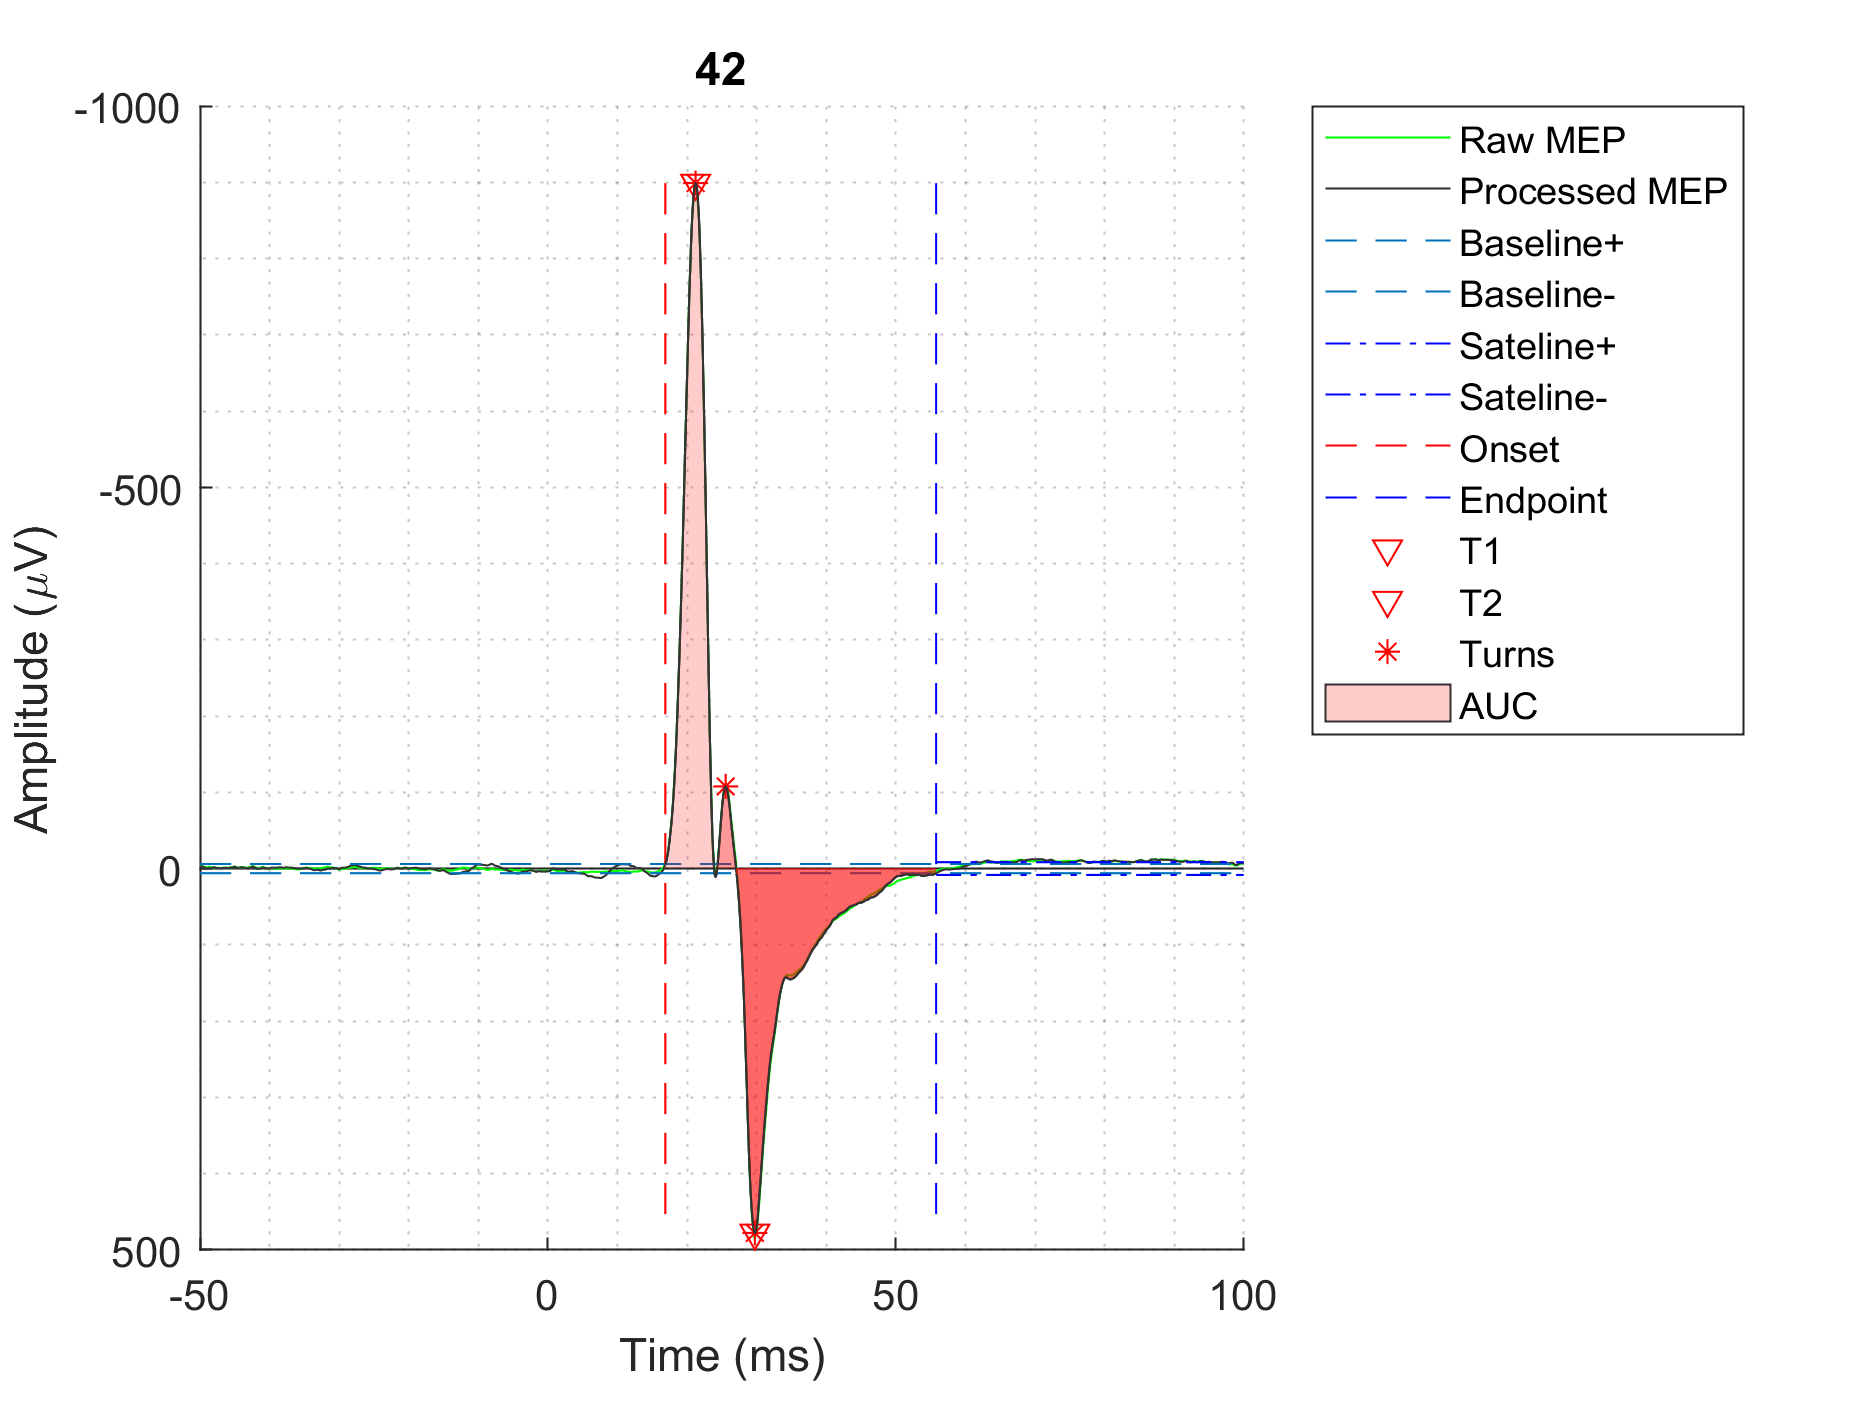 42
-1000
-500
0
500
Amplitude (μV)
-50
0
50
100
Time (ms)
Raw MEP
Processed MEP
Baseline+
Baseline-
Sateline+
Sateline-
Onset
Endpoint
T1
T2
Turns
AUC